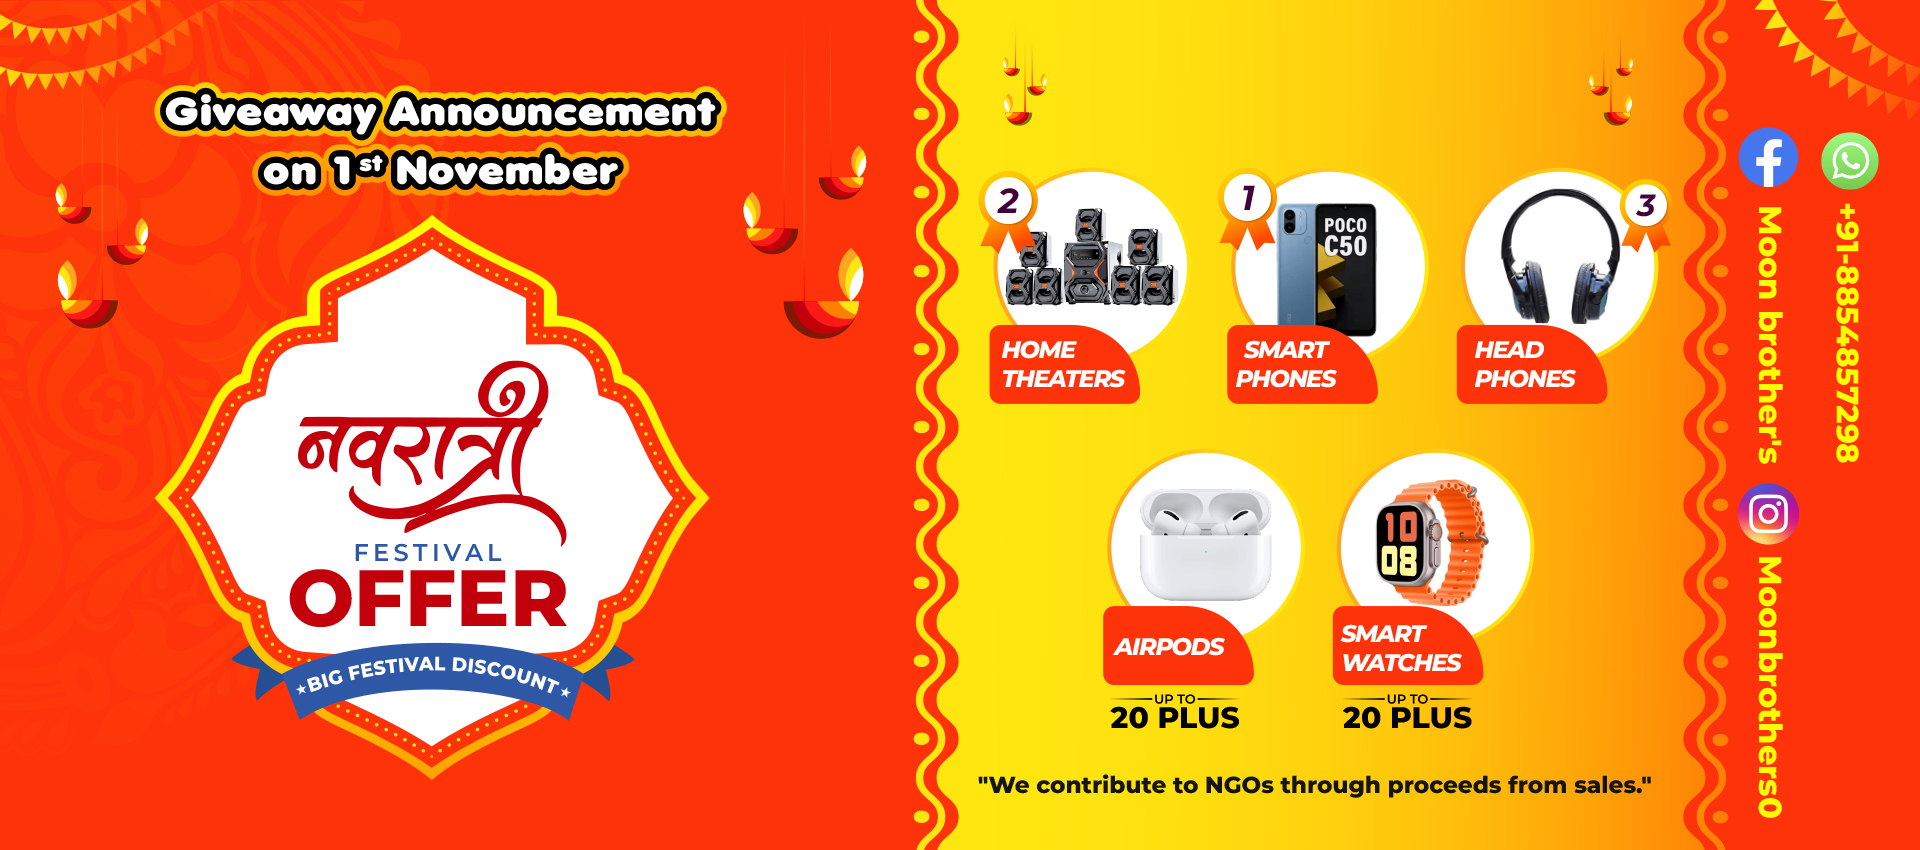 Giveaway Announcement
on 1st November
नवरात्री
FESTIVAL
OFFER
★BIG FESTIVAL DISCOUNT★
2
HOME
THEATERS
1
POCO
C50
SMART
PHONES
3
HEAD
PHONES
AIRPODS
UP TO
20 PLUS
10
08
SMART
WATCHES
UP TO
20 PLUS
"We contribute to NGOs through proceeds from sales."
Moon brother's
Moonbrothers0
+91-8854857298